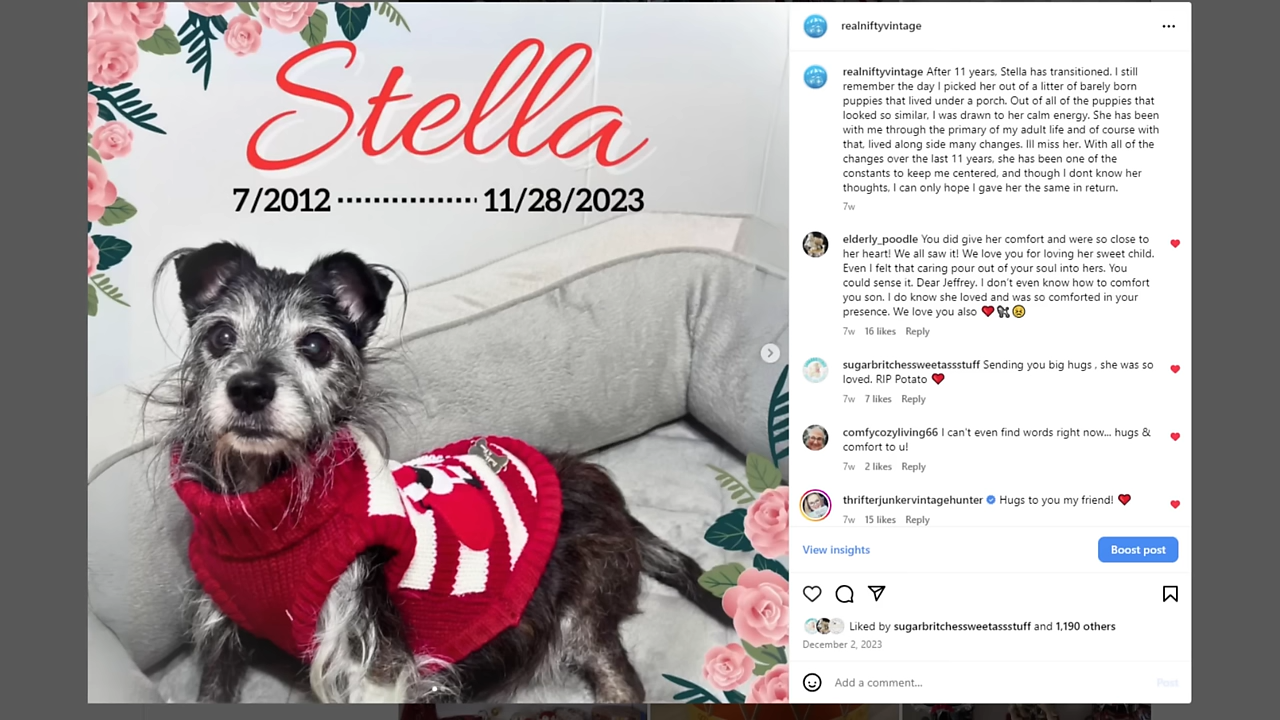 Stella
7/2012 ················ 11/28/2023
realniftyvintage
realniftyvintage After 11 years, Stella has transitioned. I still
remember the day I picked her out of a litter of barely born
puppies that lived under a porch. Out of all of the puppies that
looked so similar, I was drawn to her calm energy. She has been
with me through the primary of my adult life and of course with
that, lived along side many changes. Ill miss her. With all of the
changes over the last 11 years, she has been one of the
constants to keep me centered, and though I dont know her
thoughts, I can only hope I gave her the same in return.
7w
elderly_poodle You did give her comfort and were so close to
her heart! We all saw it! We love you for loving her sweet child.
Even I felt that caring pour out of your soul into hers. You
could sense it. Dear Jeffrey. I don't even know how to comfort
you son. I do know she loved and was so comforted in your
presence. We love you also
7w 16 likes Reply
sugarbritchessweetassstuff Sending you big hugs , she was so
loved. RIP Potato
7w 7 likes Reply
comfycozyliving66 I can't even find words right now... hugs &
comfort to u!
7w 2 likes Reply
thrifterjunkervintagehunter Hugs to you my friend!
7w 15 likes Reply
View insights
Boost post
Liked by sugarbritchessweetassstuff and 1,190 others
December 2, 2023
Add a comment...
Post